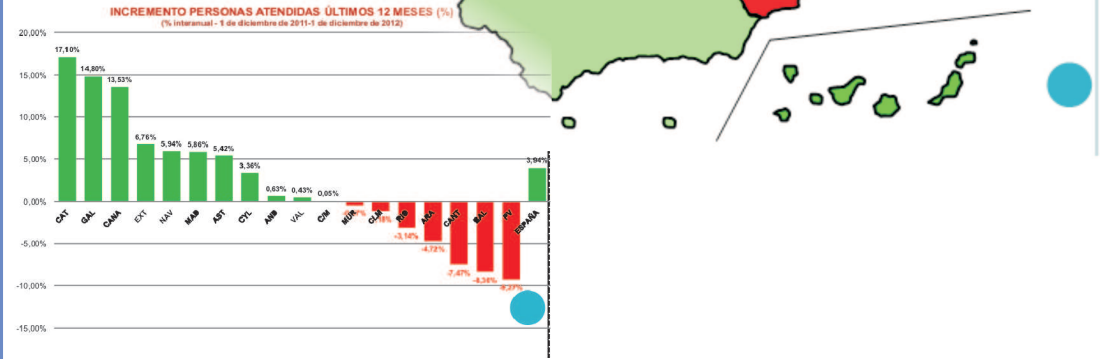 INCREMENTO PERSONAS ATENDIDAS ÚLTIMOS 12 MESES (%)
(% interanual - 1 de diciembre de 2011-1 de diciembre de 2012)
20,00%
17,10%
15,00%
14,80%
13,53%
10,00%
6,76%
5,94%
5,86%
5,42%
5,00%
3,36%
0,63%
0,43%
0,05%
3,94%
0,00%
CAT
GAL
CANA
EXT
NAV
MAD
AST
CYL
AND
VAL
C/M
MUR
CLM
RIO
ARA
CANT
BAL
PV
ESPAÑA
-3,14%
-4,72%
-5,00%
-7,47%
-10,00%
-15,00%